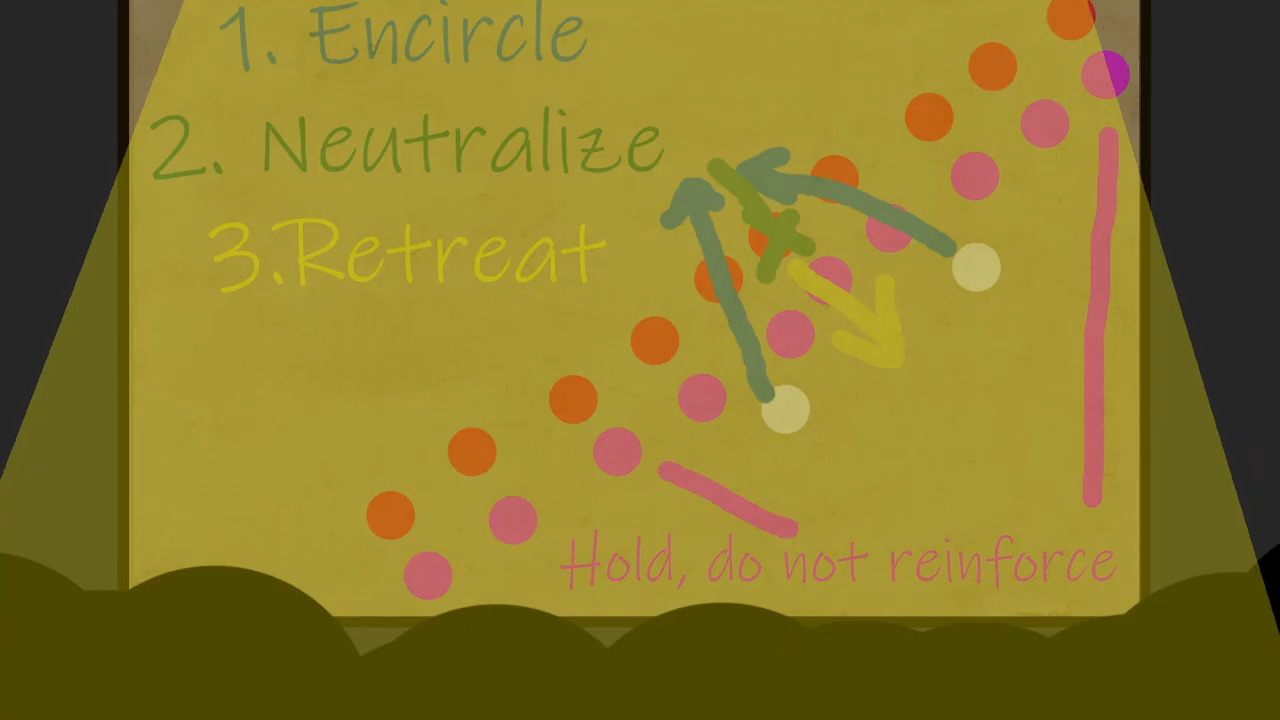 1. Encircle
2. Neutralize
3.Retreat
Hold, do not reinforce